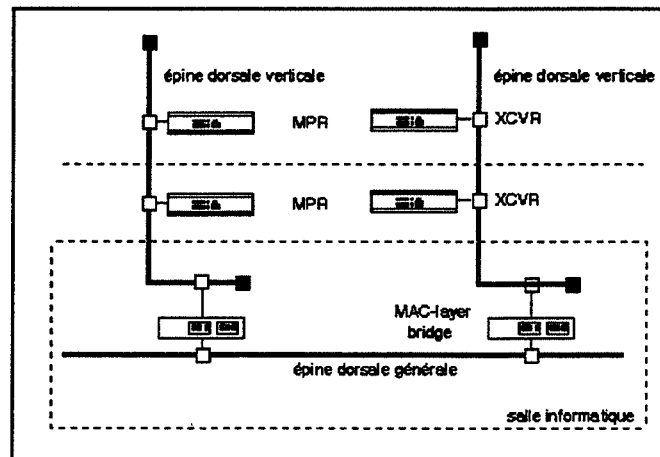 épine dorsale verticale
épine dorsale verticale
MPR
XCVR
MPR
XCVR
MAC-layer
bridge
épine dorsale générale
salle informatique